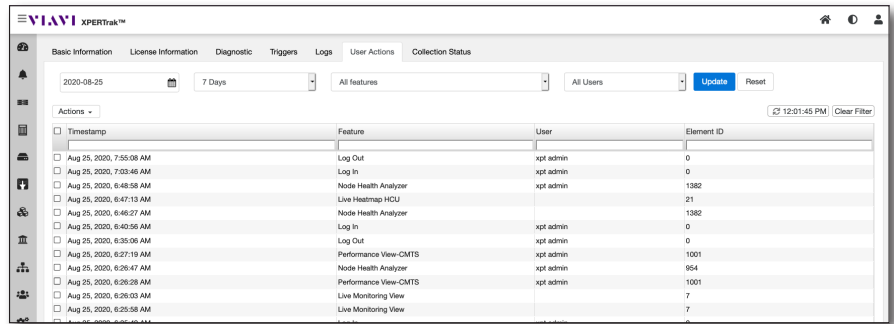 VIAVI XPERTrak™
Basic Information License Information Diagnostic Triggers Logs User Actions Collection Status
2020-08-25 7 Days All features All Users Update Reset
Actions 12:01:45 PM Clear Filter
Timestamp Feature User Element ID
Aug 25, 2020, 7:55:08 AM Log Out xpt admin 0
Aug 25, 2020, 7:03:46 AM Log In xpt admin 0
Aug 25, 2020, 6:48:58 AM Node Health Analyzer xpt admin 1382
Aug 25, 2020, 6:47:13 AM Live Heatmap HCU 21
Aug 25, 2020, 6:46:27 AM Node Health Analyzer 1382
Aug 25, 2020, 6:40:56 AM Log In xpt admin 0
Aug 25, 2020, 6:35:06 AM Log Out xpt admin 0
Aug 25, 2020, 6:27:19 AM Performance View-CMTS xpt admin 1001
Aug 25, 2020, 6:26:47 AM Node Health Analyzer xpt admin 954
Aug 25, 2020, 6:26:28 AM Performance View-CMTS xpt admin 1001
Aug 25, 2020, 6:26:03 AM Live Monitoring View 7
Aug 25, 2020, 6:25:58 AM Live Monitoring View 7